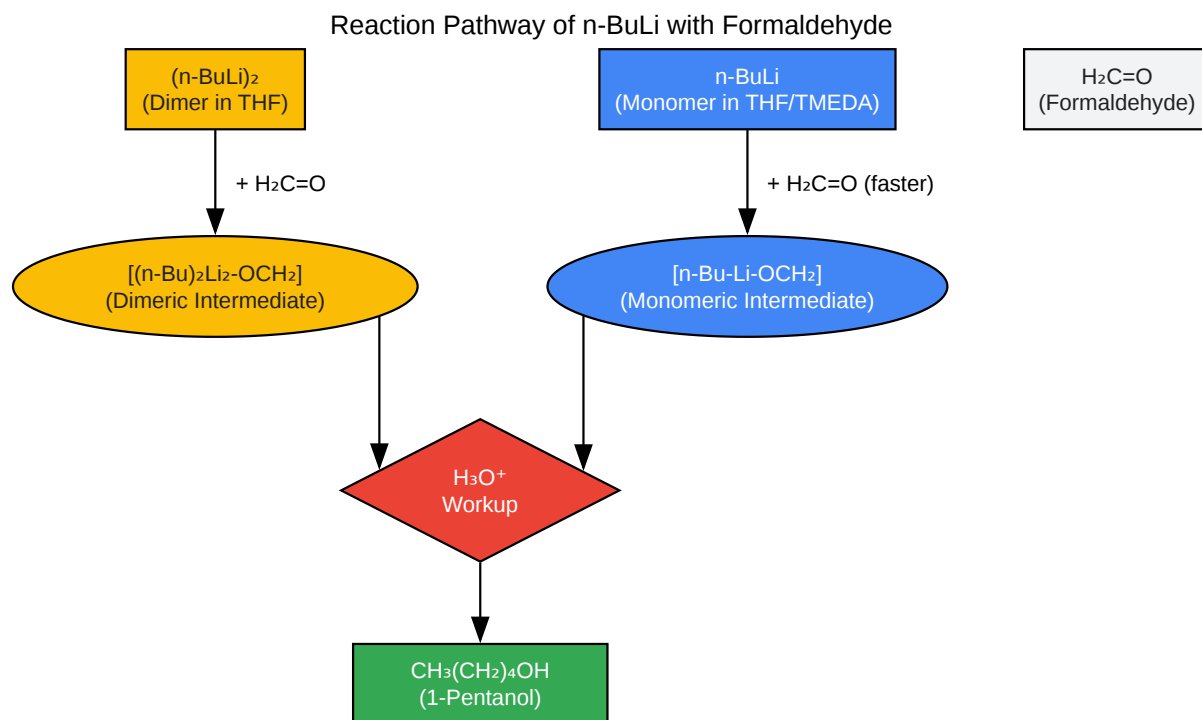 Reaction Pathway of n-BuLi with Formaldehyde
(n-BuLi)₂
(Dimer in THF)
n-BuLi
(Monomer in THF/TMEDA)
H₂C=O
(Formaldehyde)
+ H₂C=O
+ H₂C=O (faster)
[(n-Bu)₂Li₂-OCH₂]
(Dimeric Intermediate)
[n-Bu-Li-OCH₂]
(Monomeric Intermediate)
H₃O⁺
Workup
CH₃(CH₂)₄OH
(1-Pentanol)